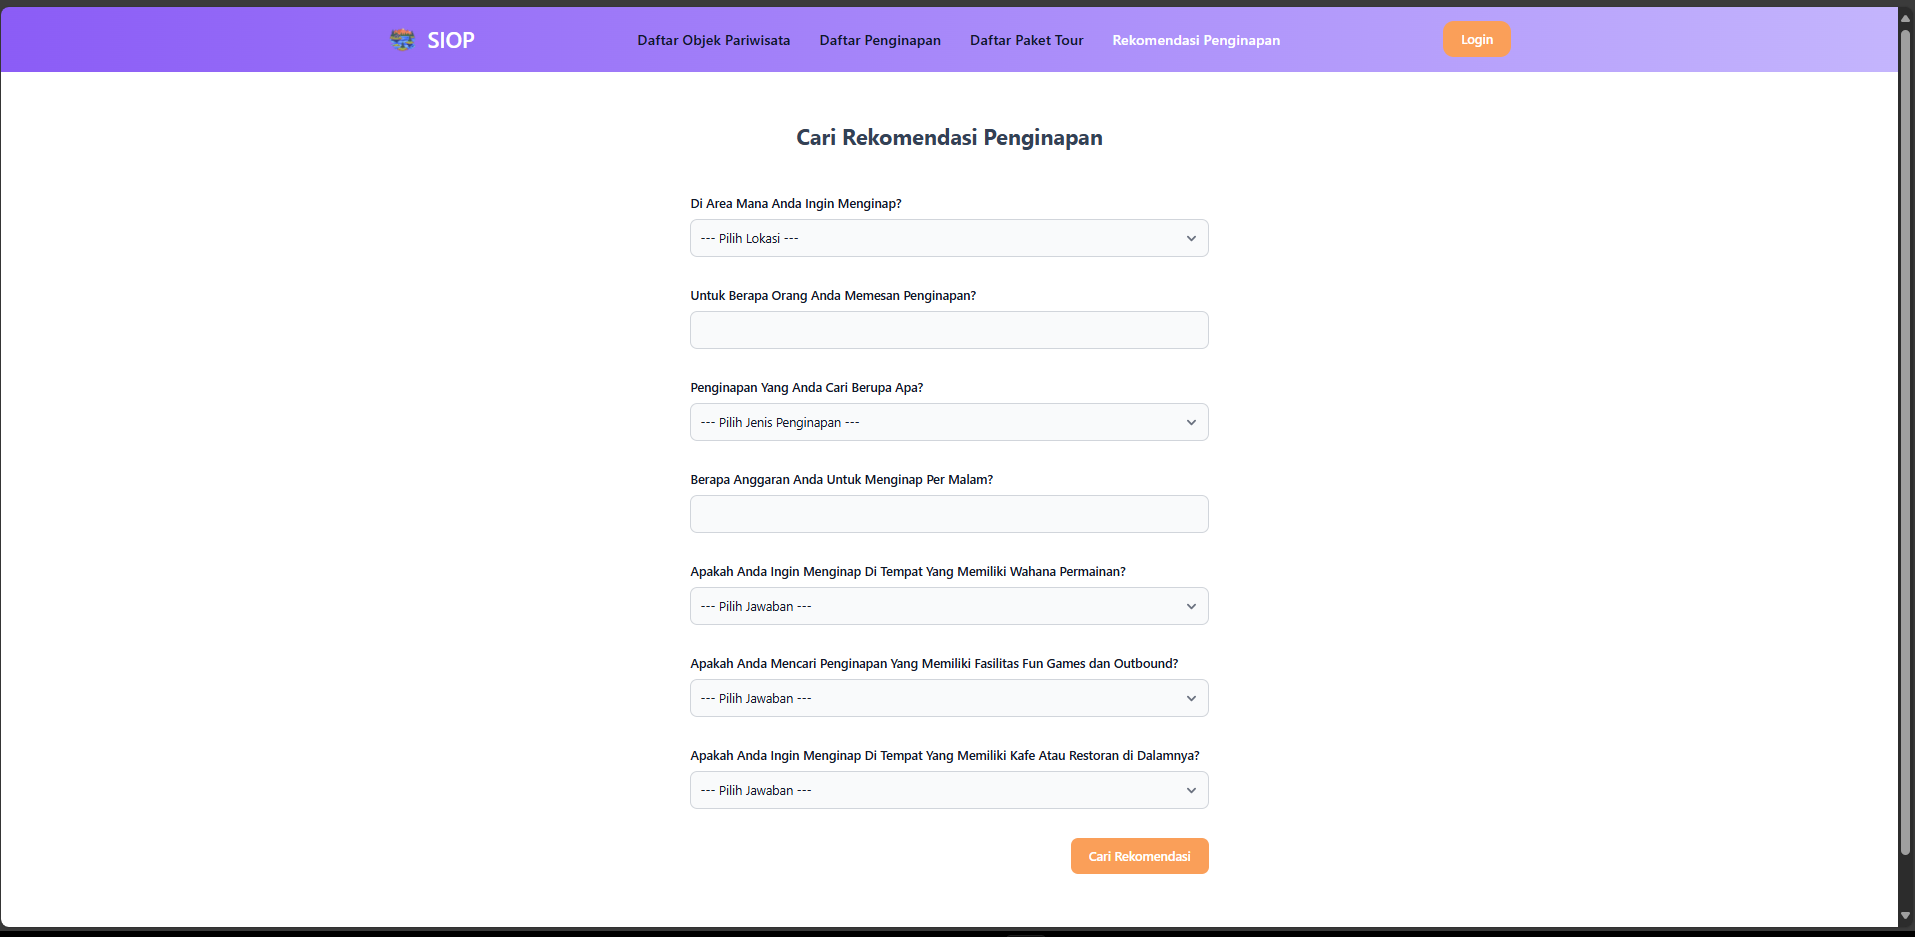 SIOP
Daftar Objek Pariwisata
Daftar Penginapan
Daftar Paket Tour
Rekomendasi Penginapan
Login
Cari Rekomendasi Penginapan
Di Area Mana Anda Ingin Menginap?
--- Pilih Lokasi ---
Untuk Berapa Orang Anda Memesan Penginapan?
Penginapan Yang Anda Cari Berupa Apa?
--- Pilih Jenis Penginapan ---
Berapa Anggaran Anda Untuk Menginap Per Malam?
Apakah Anda Ingin Menginap Di Tempat Yang Memiliki Wahana Permainan?
--- Pilih Jawaban ---
Apakah Anda Mencari Penginapan Yang Memiliki Fasilitas Fun Games dan Outbound?
--- Pilih Jawaban ---
Apakah Anda Ingin Menginap Di Tempat Yang Memiliki Kafe Atau Restoran di Dalamnya?
--- Pilih Jawaban ---
Cari Rekomendasi